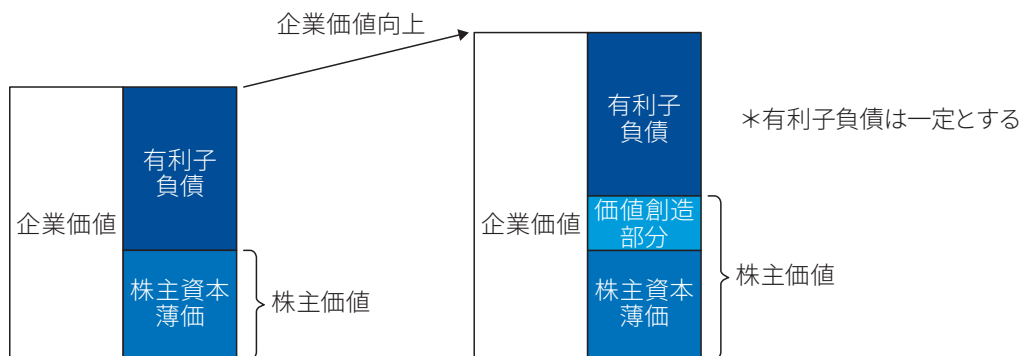 企業価値向上
企業価値
有利子
負債
株主資本
薄価
株主価値
企業価値
有利子
負債
価値創造
部分
株主資本
薄価
株主価値
＊有利子負債は一定とする